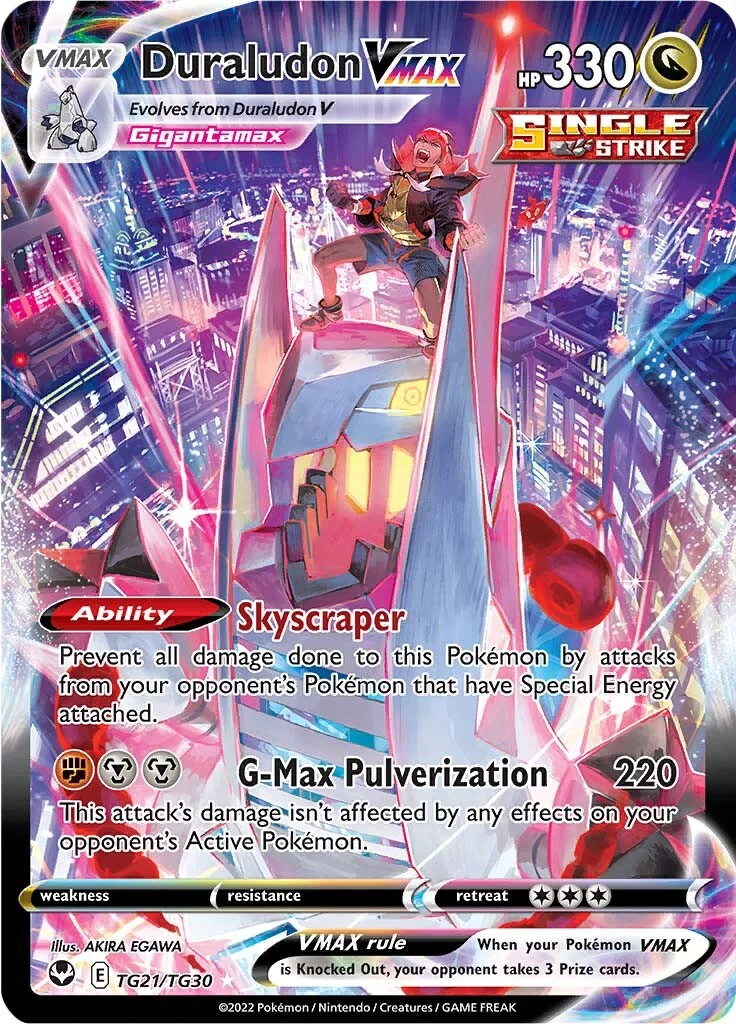 VMAX
Duraludon VMAX
HP 330
Evolves from Duraludon V
Gigantamax
SINGLE
STRIKE
Ability Skyscraper
Prevent all damage done to this Pokémon by attacks
from your opponent's Pokémon that have Special Energy
attached.
G-Max Pulverization 220
This attack's damage isn't affected by any effects on your
opponent's Active Pokémon.
weakness resistance retreat
illus. AKIRA EGAWA
VMAX rule When your Pokémon VMAX
is Knocked Out, your opponent takes 3 Prize cards.
E TG21/TG30
©2022 Pokémon / Nintendo / Creatures / GAME FREAK